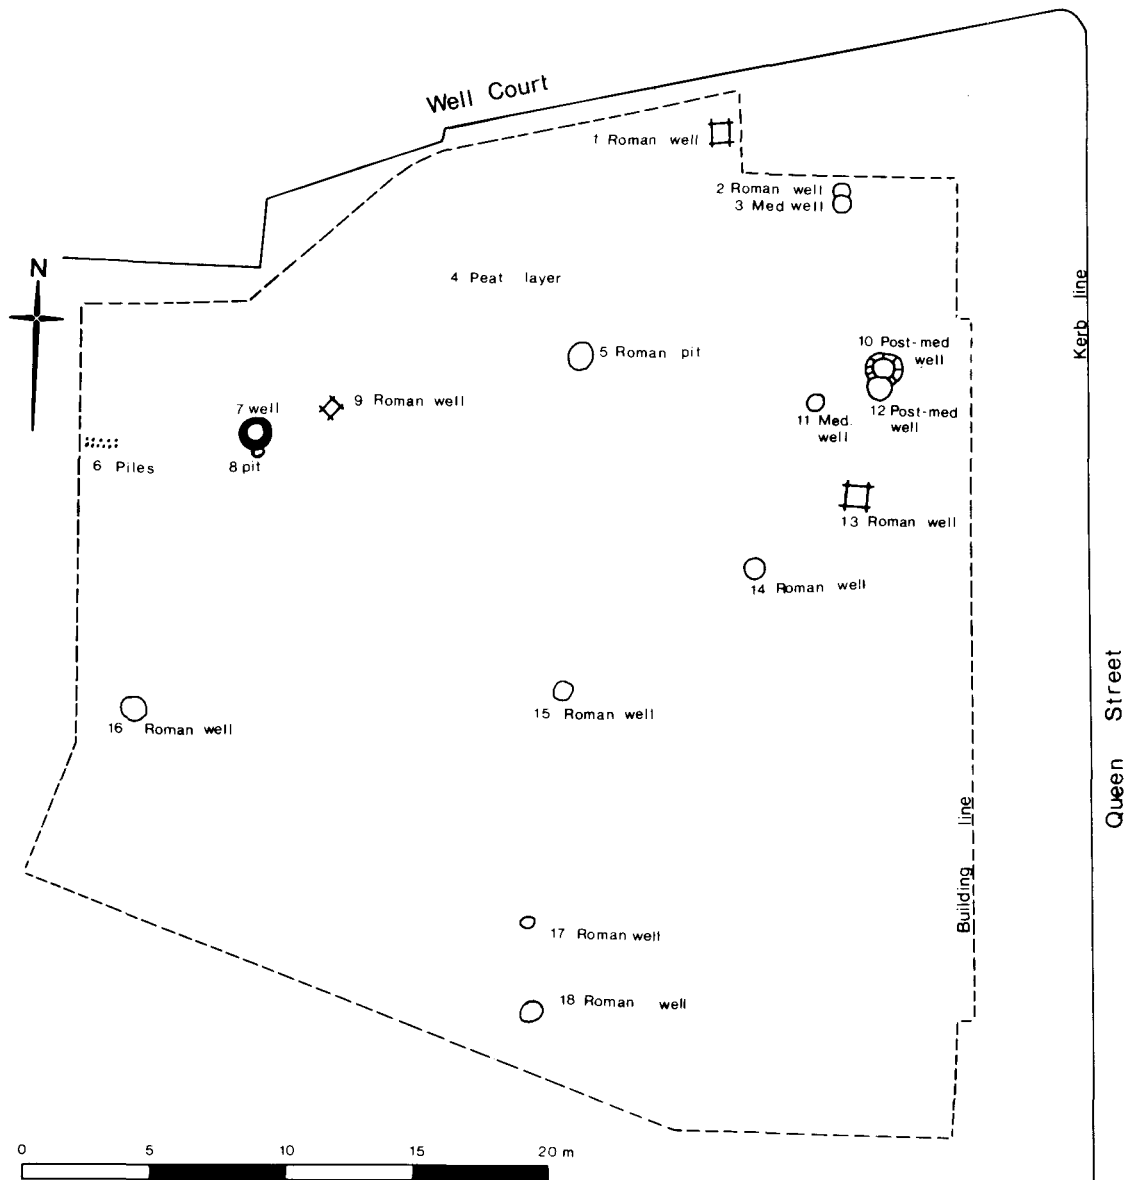 Well Court
1 Roman well
2 Roman well
3 Med well
N
4 Peat layer
Kerb line
5 Roman pit
10 Post-med
well
7 well
9 Roman well
11 Med.
well
12 Post-med
well
6 Piles
8 pit
13 Roman well
14 Roman well
Queen Street
16 Roman well
15 Roman well
Building line
17 Roman well
18 Roman well
0 5 10 15 20 m